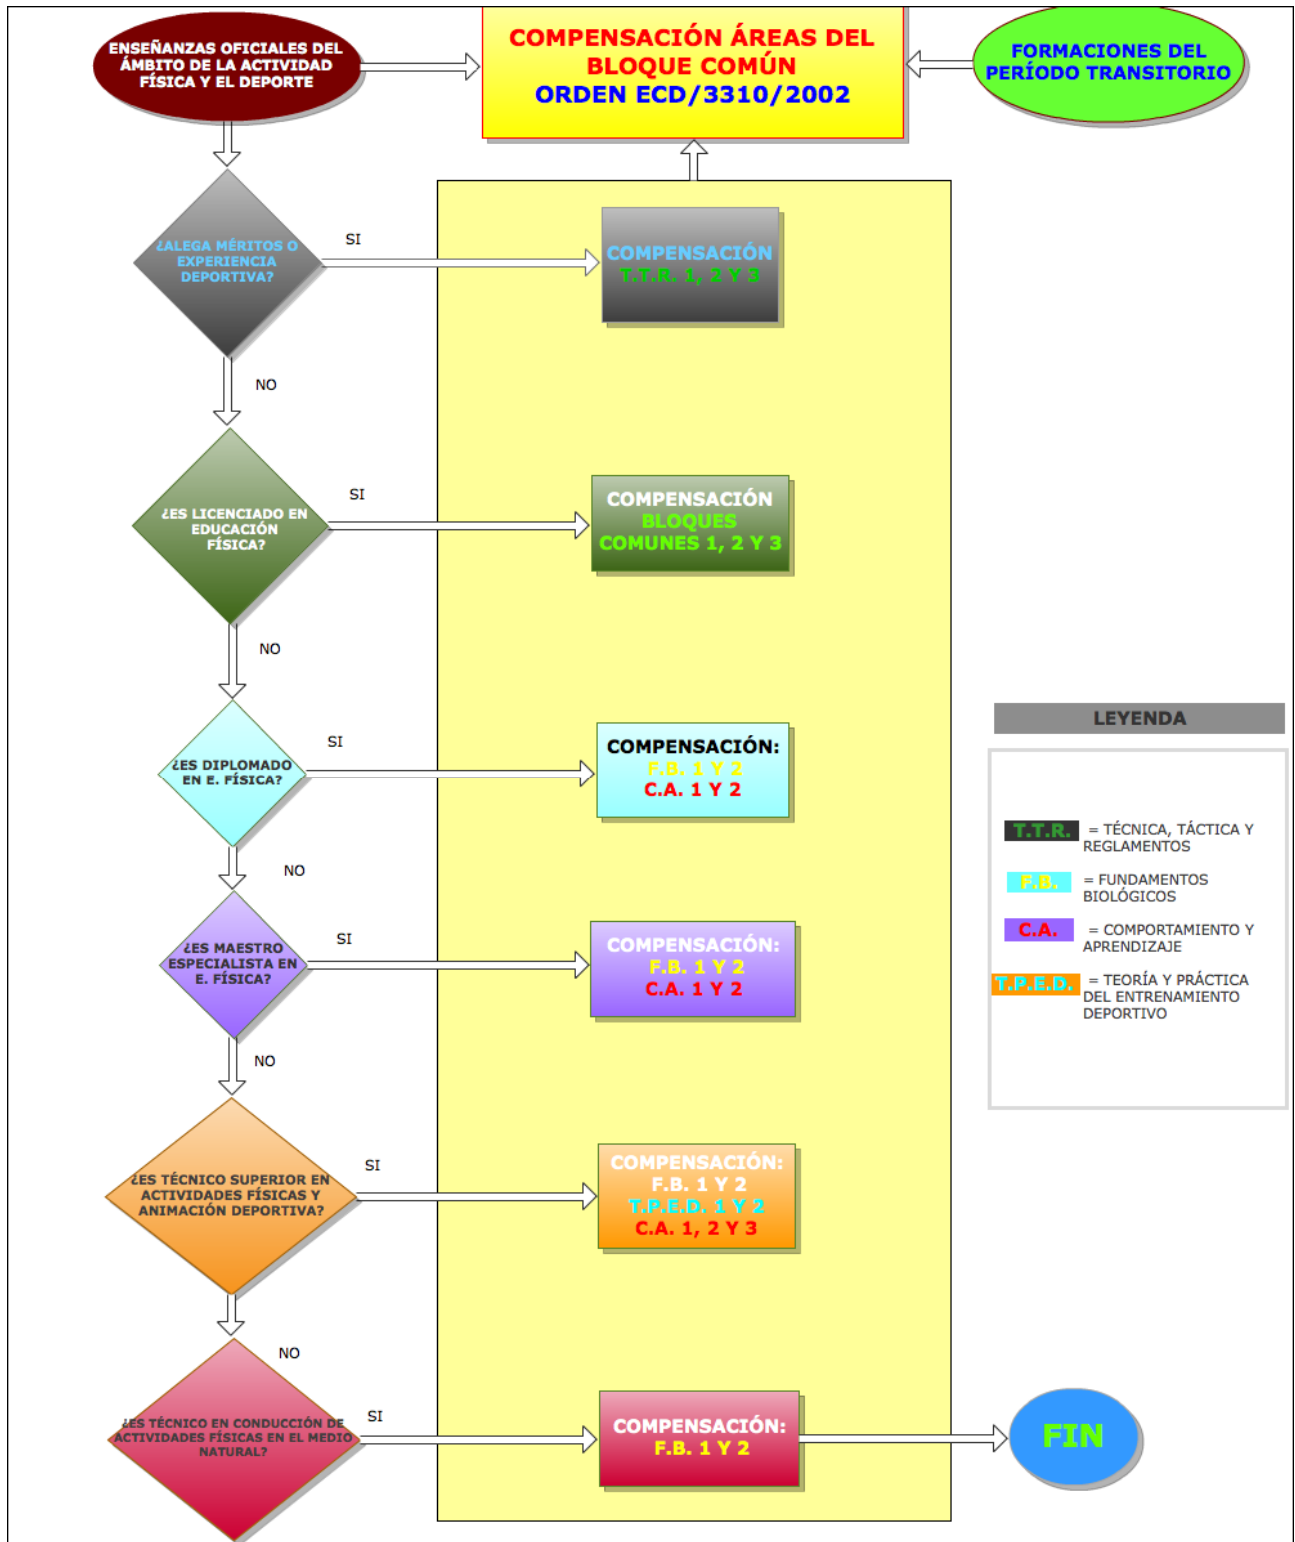 ENSEÑANZAS OFICIALES DEL
ÁMBITO DE LA ACTIVIDAD
FÍSICA Y EL DEPORTE
COMPENSACIÓN ÁREAS DEL
BLOQUE COMÚN
ORDEN ECD/3310/2002
FORMACIONES DEL
PERÍODO TRANSITORIO
¿ALEGA MÉRITOS O
EXPERIENCIA
DEPORTIVA?
SI
COMPENSACIÓN
T.T.R. 1, 2 Y 3
NO
¿ES LICENCIADO EN
EDUCACIÓN
FÍSICA?
SI
COMPENSACIÓN
BLOQUES
COMUNES 1, 2 Y 3
NO
¿ES DIPLOMADO
EN E. FÍSICA?
SI
COMPENSACIÓN:
F.B. 1 Y 2
C.A. 1 Y 2
NO
¿ES MAESTRO
ESPECIALISTA EN
E. FÍSICA?
SI
COMPENSACIÓN:
F.B. 1 Y 2
C.A. 1 Y 2
NO
¿ES TÉCNICO SUPERIOR EN
ACTIVIDADES FÍSICAS Y
ANIMACIÓN DEPORTIVA?
SI
COMPENSACIÓN:
F.B. 1 Y 2
T.P.E.D. 1 Y 2
C.A. 1, 2 Y 3
NO
¿ES TÉCNICO EN CONDUCCIÓN DE
ACTIVIDADES FÍSICAS EN EL MEDIO
NATURAL?
SI
COMPENSACIÓN:
F.B. 1 Y 2
FIN
LEYENDA
T.T.R. = TÉCNICA, TÁCTICA Y
REGLAMENTOS
F.B. = FUNDAMENTOS
BIOLÓGICOS
C.A. = COMPORTAMIENTO Y
APRENDIZAJE
T.P.E.D. = TEORÍA Y PRÁCTICA
DEL ENTRENAMIENTO
DEPORTIVO